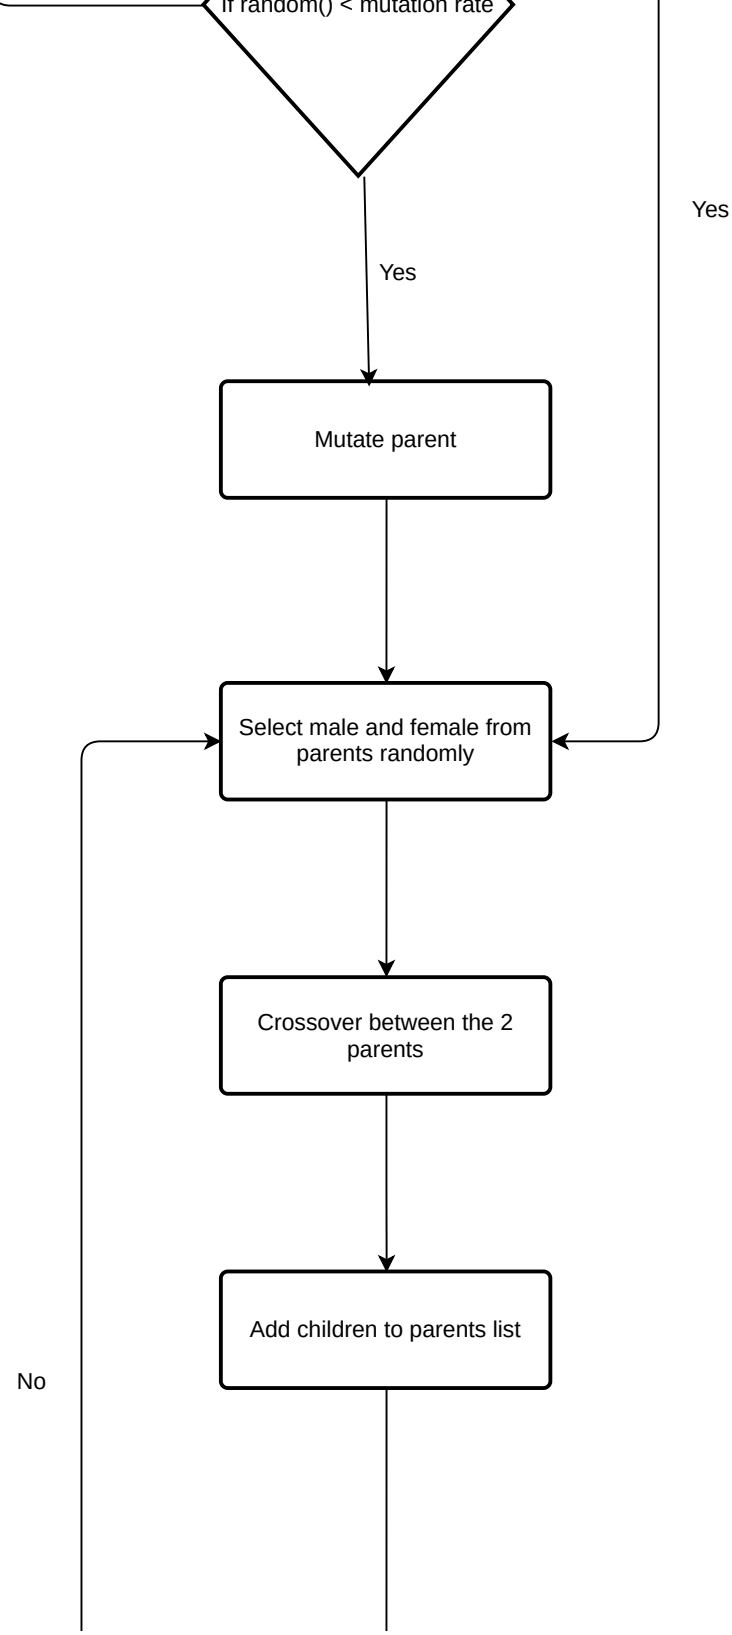 If random() < mutation rate
Yes
Yes
Mutate parent
Select male and female from
parents randomly
Crossover between the 2
parents
Add children to parents list
No